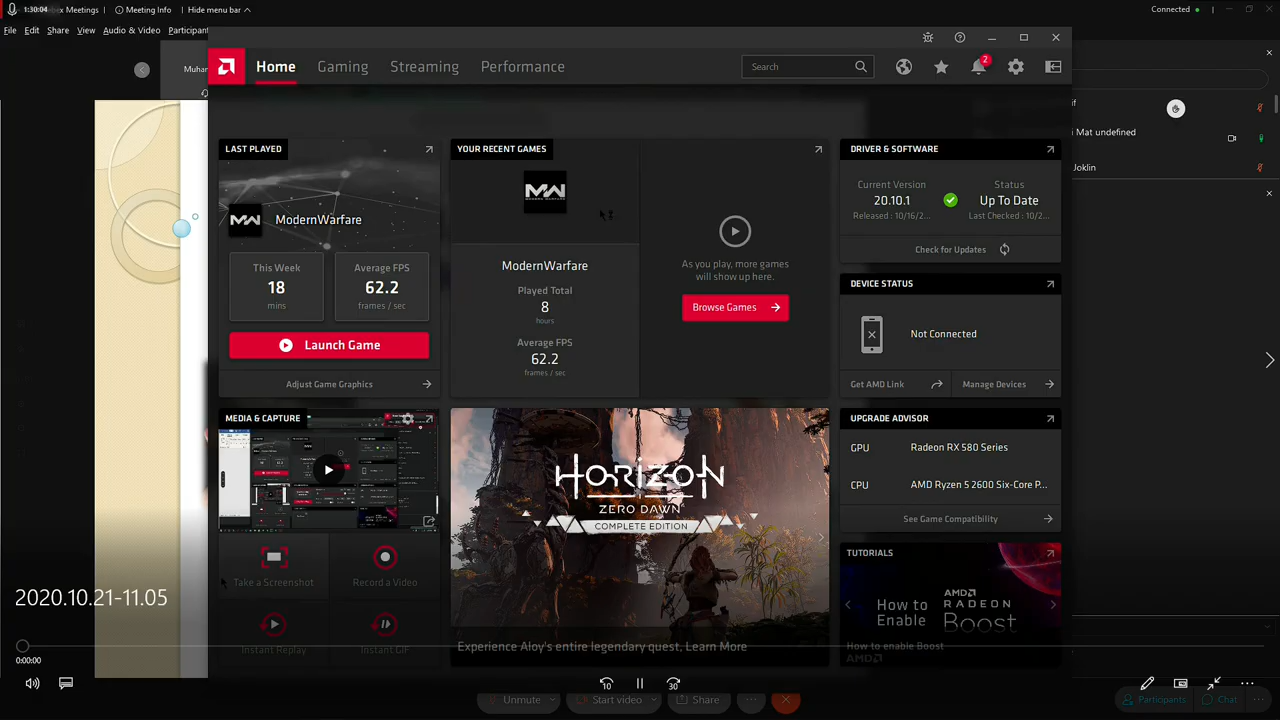 1:30:04
Meetings
Meeting Info
Hide menu bar
Connected
File Edit Share View Audio & Video Participant
Home
Gaming
Streaming
Performance
Search
2
LAST PLAYED
ModernWarfare
This Week
18
mins
Average FPS
62.2
frames / sec
Launch Game
Adjust Game Graphics
YOUR RECENT GAMES
MW
ModernWarfare
Played Total
8
hours
Average FPS
62.2
frames / sec
As you play, more games
will show up here.
Browse Games
DRIVER & SOFTWARE
Current Version
20.10.1
Released : 10/16/2...
Status
Up To Date
Last Checked : 10/2...
Check for Updates
DEVICE STATUS
Not Connected
Get AMD Link
Manage Devices
MEDIA & CAPTURE
Take a Screenshot
Record a Video
Instant Replay
Instant GIF
HORIZON
ZERO DAWN
COMPLETE EDITION
Experience Aloy's entire legendary quest, Learn More
UPGRADE ADVISOR
GPU Radeon RX 580 Series
CPU AMD Ryzen 5 2600 Six-Core P...
See Game Compatibility
TUTORIALS
How to
Enable
AMD
RADEON
Boost
How to enable Boost
AMD
Muha
if
i Mat undefined
Joklin
2020.10.21-11.05
0:00:00
10
30
Unmute
Start video
Share
Participants
Chat